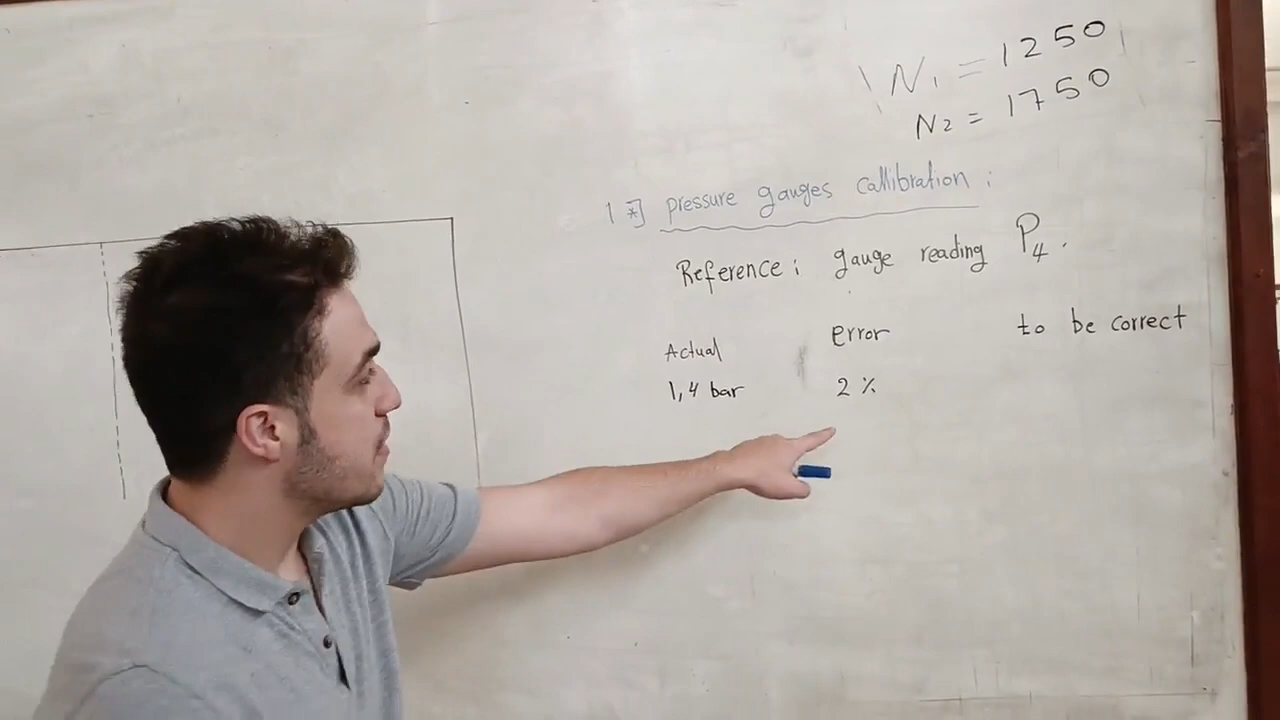 N1 = 1250
N2 = 1750
1 *] pressure gauges callibration :
Reference : gauge reading P4 .
Actual error to be correct
1,4 bar 2 %